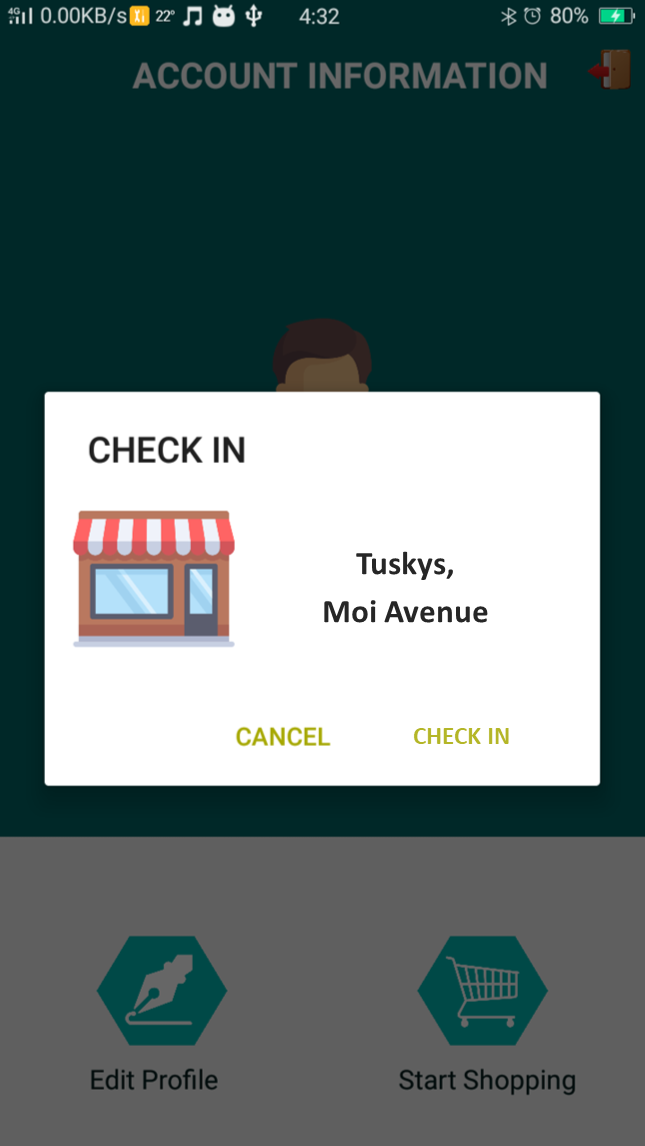 4G 0.00KB/s Xi 22° 4:32 80%
ACCOUNT INFORMATION
CHECK IN
Tuskys,
Moi Avenue
CANCEL CHECK IN
Edit Profile Start Shopping